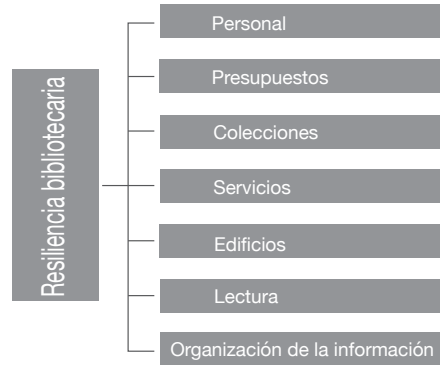 Resiliencia bibliotecaria
Personal
Presupuestos
Colecciones
Servicios
Edificios
Lectura
Organización de la información